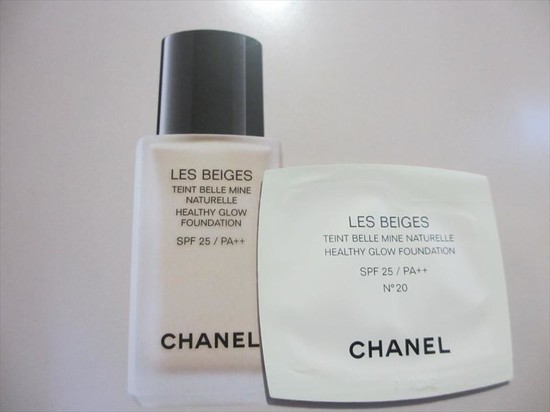 LES BEIGES
TEINT BELLE MINE
NATURELLE
HEALTHY GLOW
FOUNDATION
SPF 25 / PA++
CHANEL
LES BEIGES
TEINT BELLE MINE NATURELLE
HEALTHY GLOW FOUNDATION
SPF 25 / PA++
N°20
CHANEL